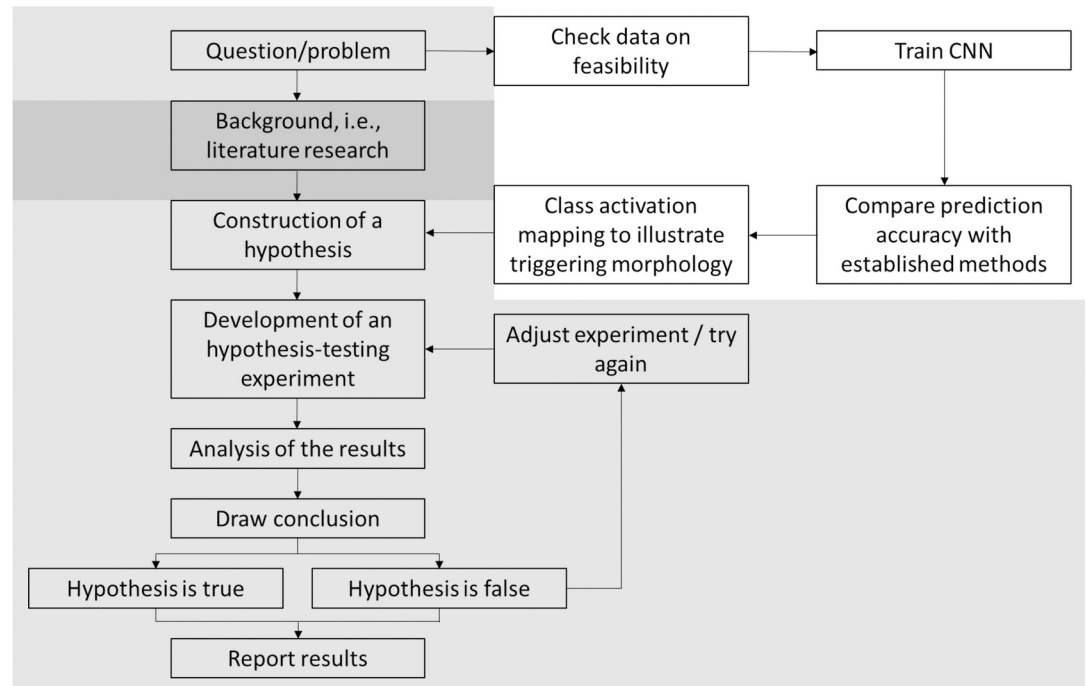 Question/problem
Check data on
feasibility
Train CNN
Background, i.e.,
literature research
Construction of a
hypothesis
Class activation
mapping to illustrate
triggering morphology
Compare prediction
accuracy with
established methods
Development of an
hypothesis-testing
experiment
Adjust experiment / try
again
Analysis of the results
Draw conclusion
Hypothesis is true
Hypothesis is false
Report results